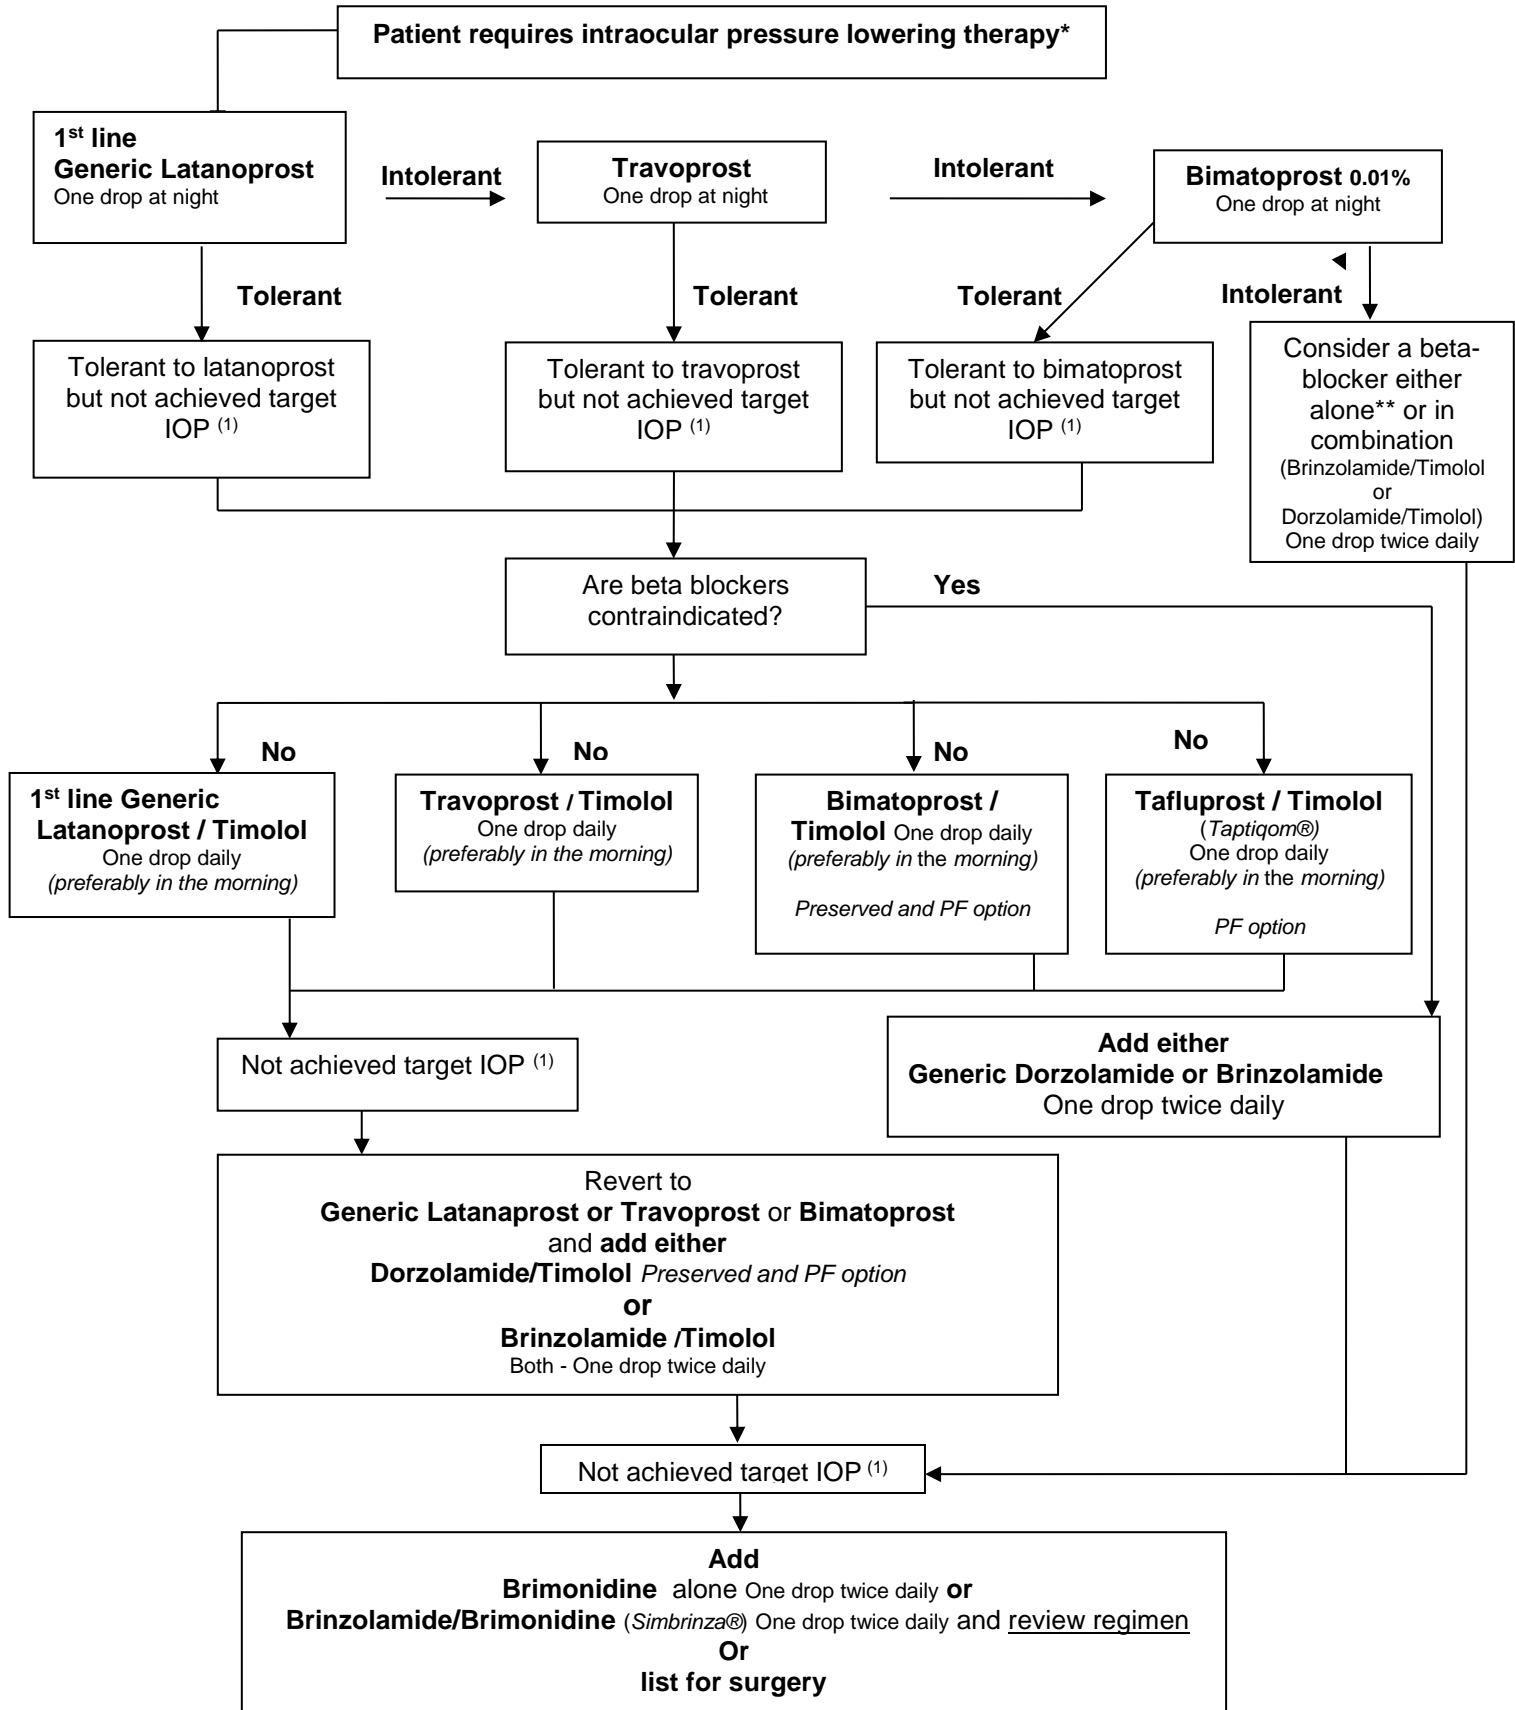 Patient requires intraocular pressure lowering therapy*
1st line
Generic Latanoprost
One drop at night
Intolerant
Travoprost
One drop at night
Intolerant
Bimatoprost 0.01%
One drop at night
Tolerant
Tolerant
Tolerant
Intolerant
Tolerant to latanoprost
but not achieved target
IOP (1)
Tolerant to travoprost
but not achieved target
IOP (1)
Tolerant to bimatoprost
but not achieved target
IOP (1)
Consider a beta-
blocker either
alone** or in
combination
(Brinzolamide/Timolol
or
Dorzolamide/Timolol)
One drop twice daily
Are beta blockers
contraindicated?
Yes
No
No
No
No
1st line Generic
Latanoprost / Timolol
One drop daily
(preferably in the morning)
Travoprost / Timolol
One drop daily
(preferably in the morning)
Bimatoprost /
Timolol One drop daily
(preferably in the morning)
Preserved and PF option
Tafluprost / Timolol
(Taptiqom®)
One drop daily
(preferably in the morning)
PF option
Not achieved target IOP (1)
Add either
Generic Dorzolamide or Brinzolamide
One drop twice daily
Revert to
Generic Latanaprost or Travoprost or Bimatoprost
and add either
Dorzolamide/Timolol Preserved and PF option
or
Brinzolamide /Timolol
Both - One drop twice daily
Not achieved target IOP (1)
Add
Brimonidine alone One drop twice daily or
Brinzolamide/Brimonidine (Simbrinza®) One drop twice daily and review regimen
Or
list for surgery